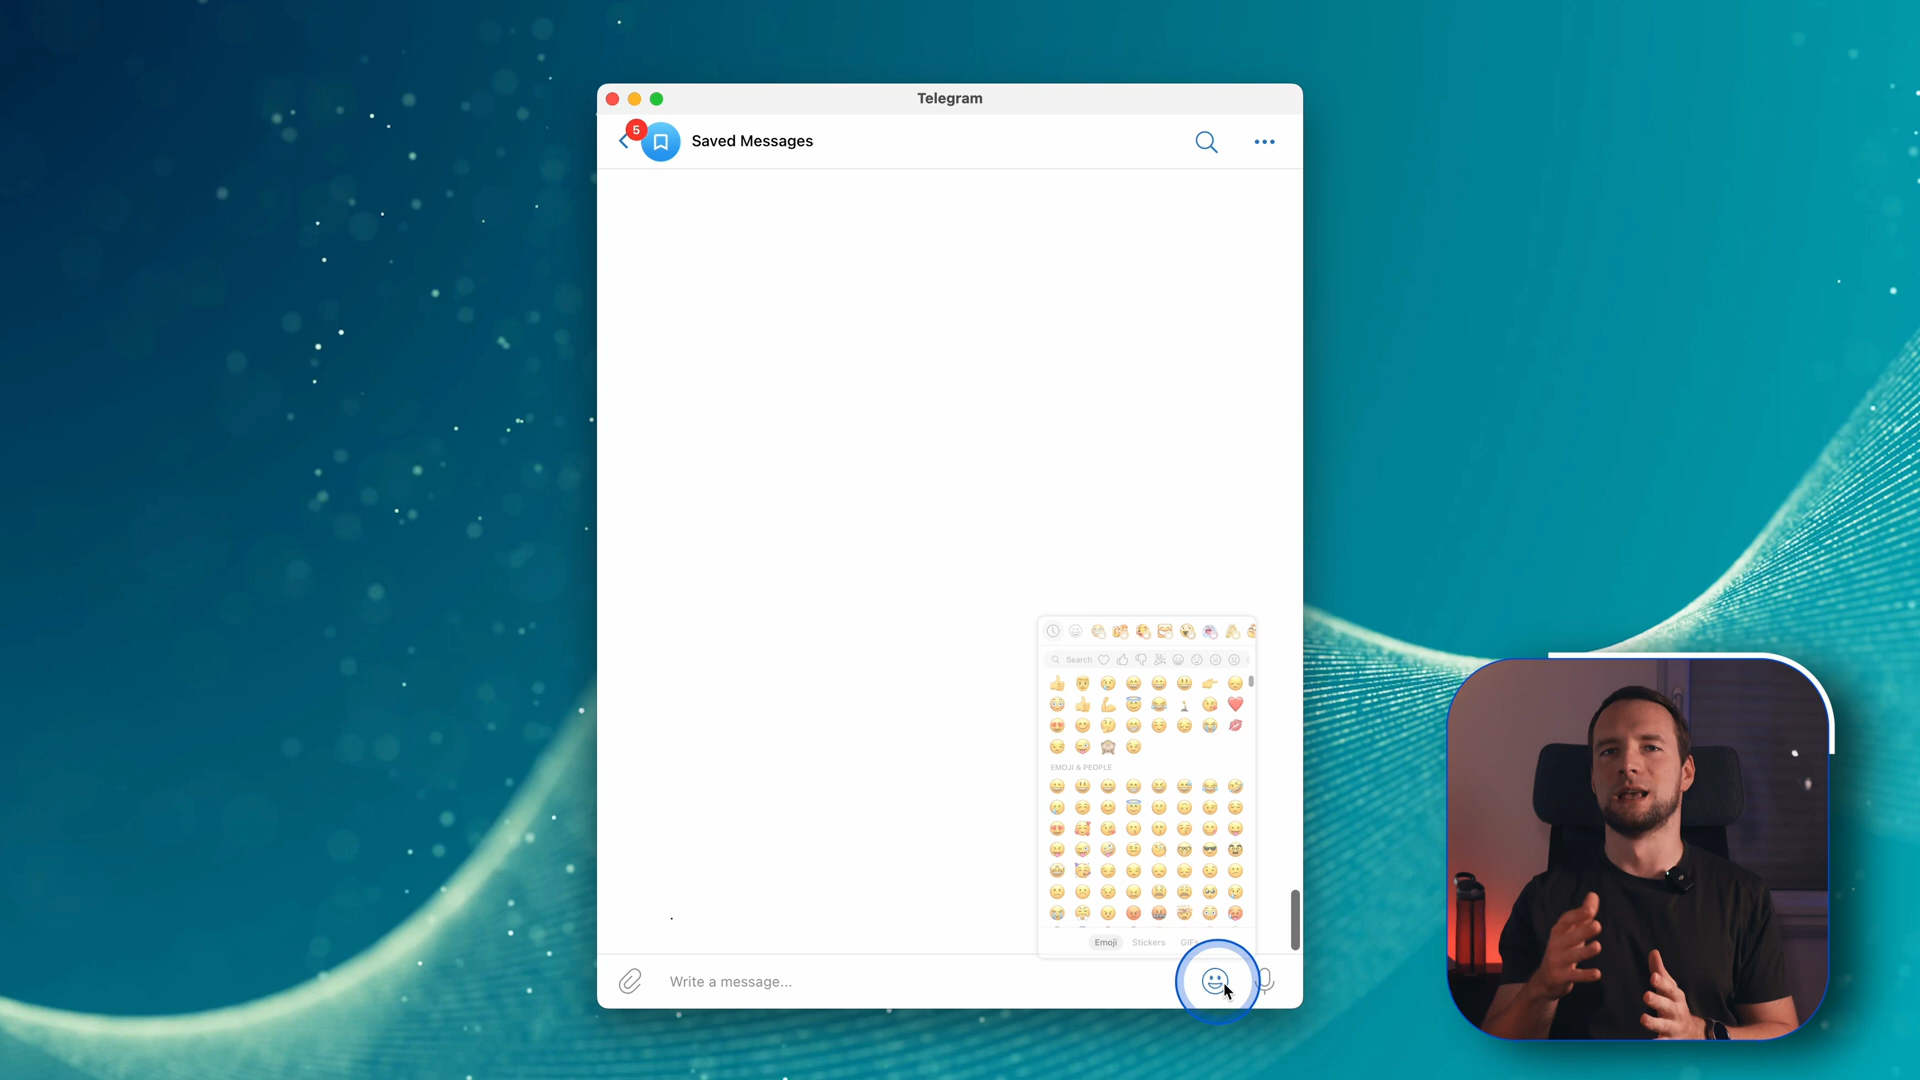 Telegram
5
Saved Messages
Search
EMOJI & PEOPLE
Emoji
Stickers
.
Write a message...